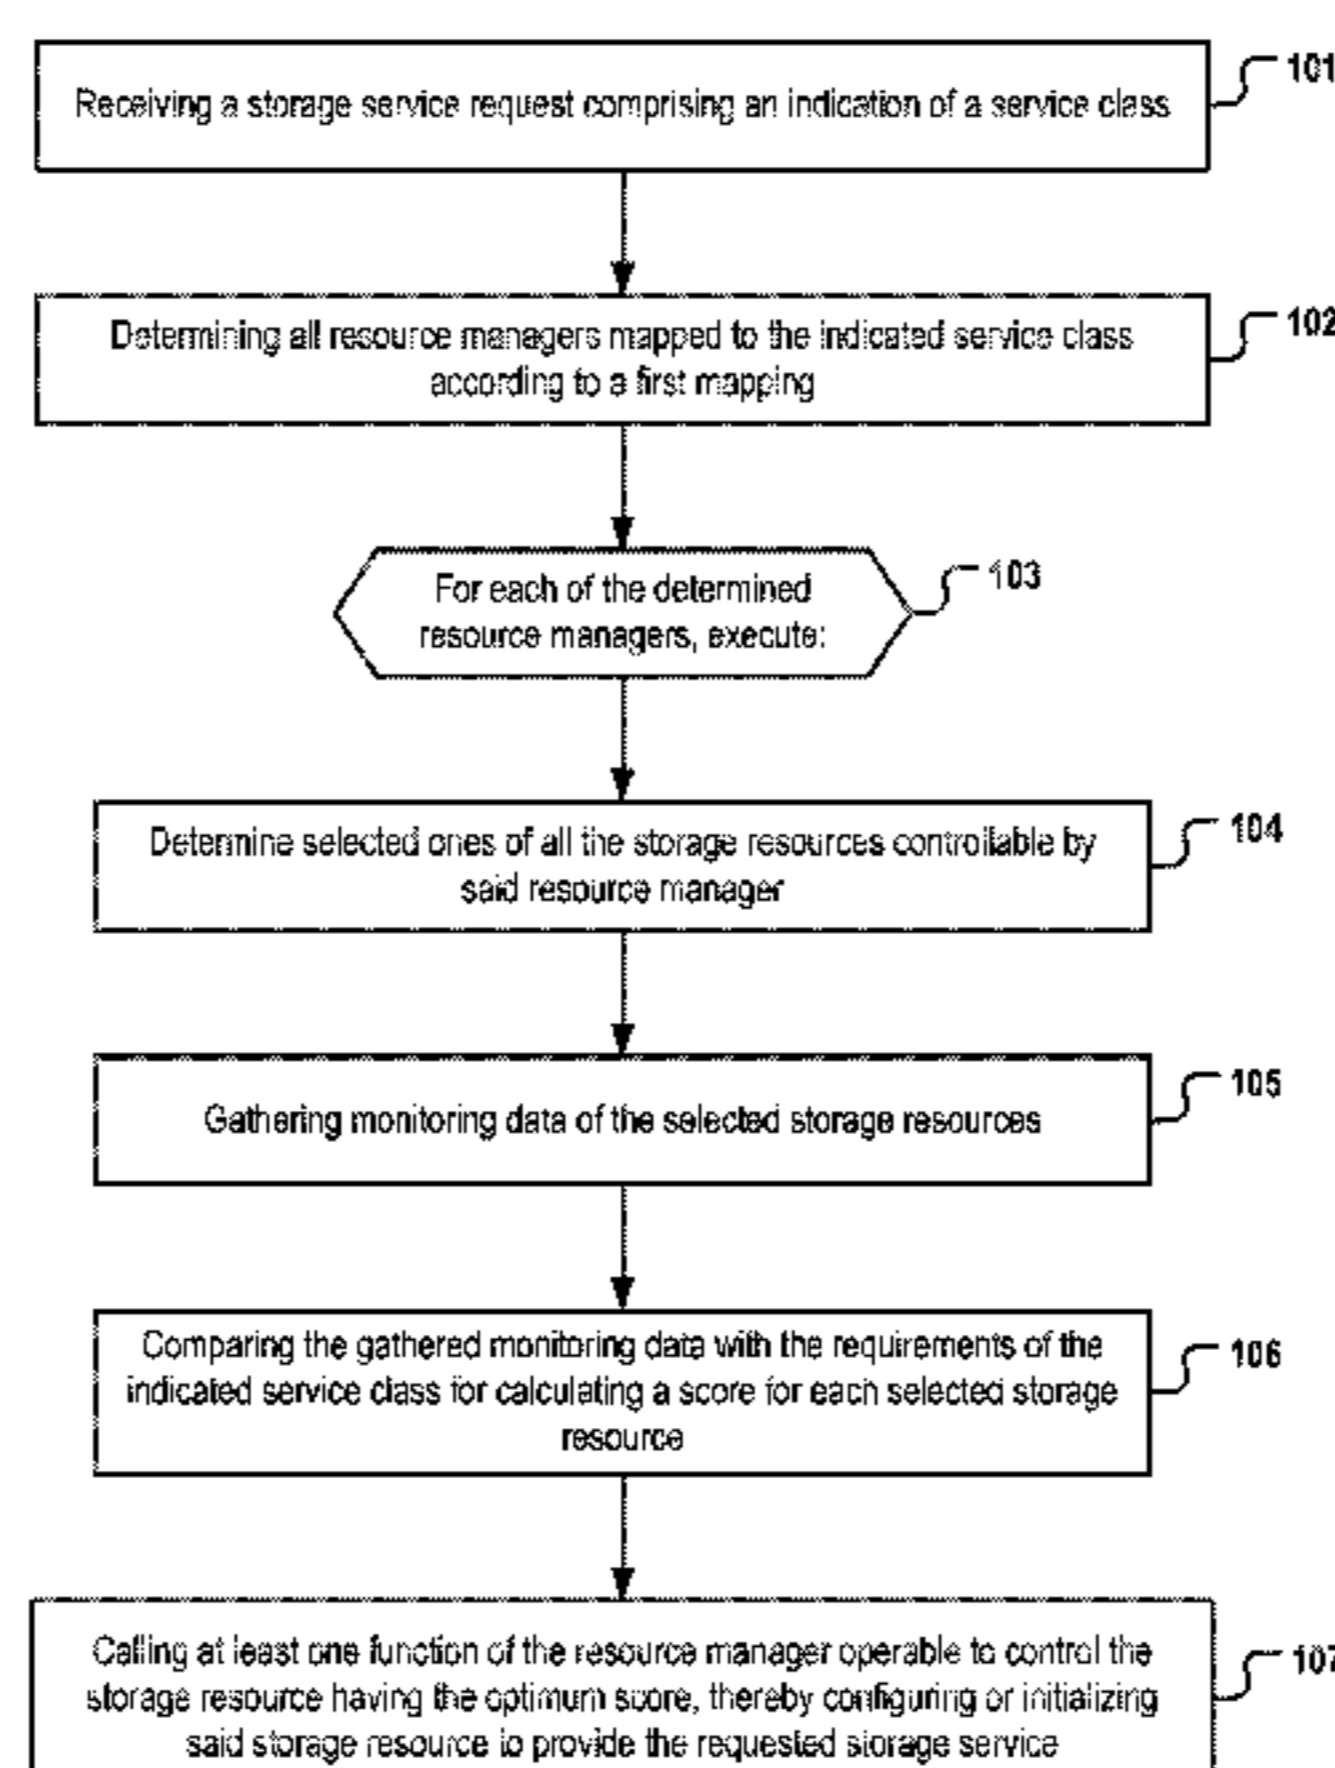 Receiving a storage service request comprising an indication of a service class
101
Determining all resource managers mapped to the indicated service class
according to a first mapping
102
For each of the determined
resource managers, execute:
103
Determine selected ones of all the storage resources controllable by
said resource manager
104
Gathering monitoring data of the selected storage resources
105
Comparing the gathered monitoring data with the requirements of the
indicated service class for calculating a score for each selected storage
resource
106
Calling at least one function of the resource manager operable to control the
storage resource having the optimum score, thereby configuring or initializing
said storage resource to provide the requested storage service
107